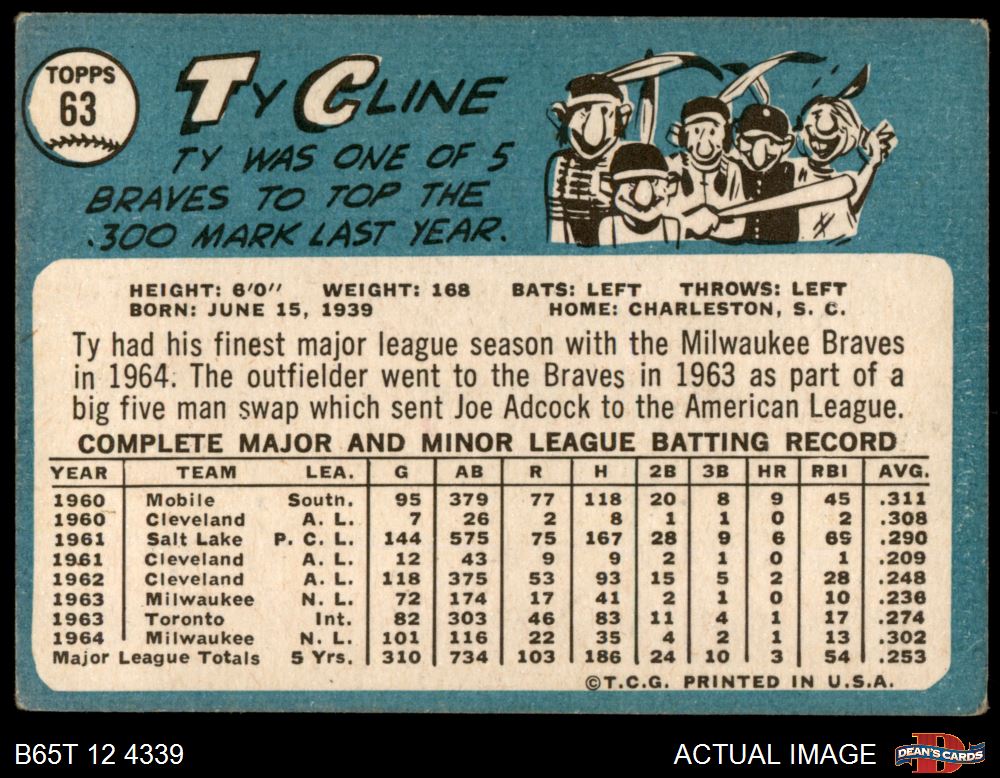 TOPPS
63
TY CLINE
TY WAS ONE OF 5
BRAVES TO TOP THE
.300 MARK LAST YEAR.
HEIGHT: 6'0" WEIGHT: 168 BATS: LEFT THROWS: LEFT
BORN: JUNE 15, 1939 HOME: CHARLESTON, S. C.
Ty had his finest major league season with the Milwaukee Braves
in 1964. The outfielder went to the Braves in 1963 as part of a
big five man swap which sent Joe Adcock to the American League.
COMPLETE MAJOR AND MINOR LEAGUE BATTING RECORD
YEAR TEAM LEA. G AB R H 2B 3B HR RBI AVG.
1960 Mobile Southn. 95 379 77 118 20 8 9 45 .311
1960 Cleveland A. L. 7 26 2 8 1 1 0 2 .308
1961 Salt Lake P. C. L. 144 575 75 167 28 9 6 69 .290
1961 Cleveland A. L. 12 43 9 9 2 1 0 1 .209
1962 Cleveland A. L. 118 375 53 93 15 5 2 28 .248
1963 Milwaukee N. L. 72 174 17 41 2 1 0 10 .236
1963 Toronto Int. 82 303 46 83 11 4 1 17 .274
1964 Milwaukee N. L. 101 116 22 35 4 2 1 13 .302
Major League Totals 5 Yrs. 310 734 103 186 24 10 3 54 .253
©T.C.G. PRINTED IN U.S.A.
B65T 12 4339 ACTUAL IMAGE DEAN'S CARDS